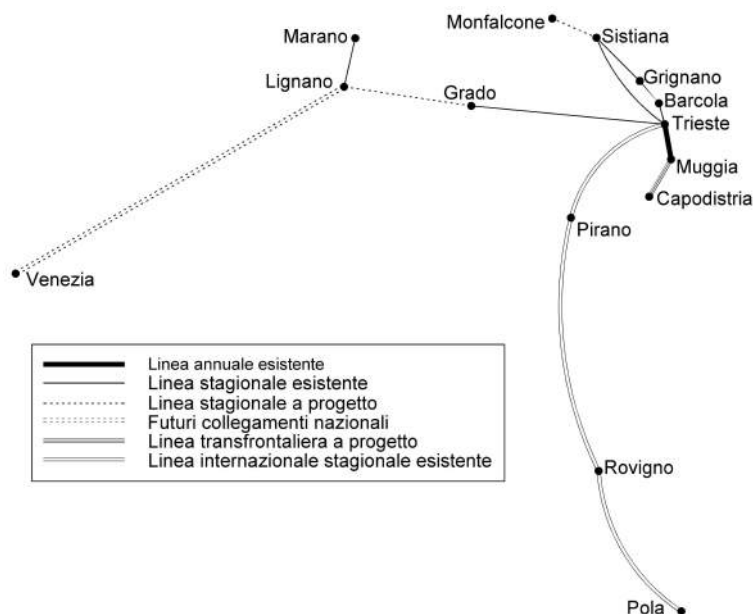 Monfalcone
Sistiana
Marano
Grignano
Lignano
Grado
Barcola
Trieste
Muggia
Capodistria
Pirano
Venezia
Linea annuale esistente
Linea stagionale esistente
Linea stagionale a progetto
Futuri collegamenti nazionali
Linea transfrontaliera a progetto
Linea internazionale stagionale esistente
Rovigno
Pola